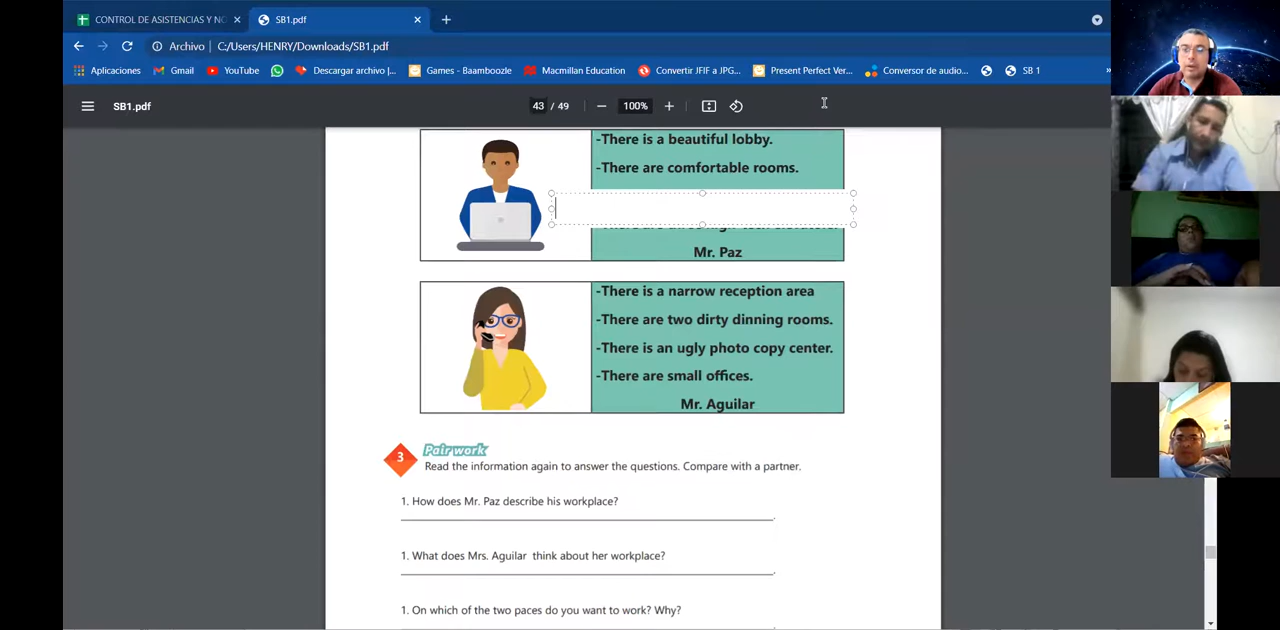 CONTROL DE ASISTENCIAS Y NO
SB1.pdf
Archivo
C:/Users/HENRY/Downloads/SB1.pdf
Aplicaciones
Gmail
YouTube
Descargar archivo |...
Games - Baamboozle
Macmillan Education
Convertir JFIF a JPG...
Present Perfect Ver...
Conversor de audio...
SB 1
»
SB1.pdf
43 / 49
100%
-There is a beautiful lobby.
-There are comfortable rooms.
Mr. Paz
-There is a narrow reception area
-There are two dirty dinning rooms.
-There is an ugly photo copy center.
-There are small offices.
Mr. Aguilar
3
Pair work
Read the information again to answer the questions. Compare with a partner.
1. How does Mr. Paz describe his workplace?
1. What does Mrs. Aguilar think about her workplace?
1. On which of the two paces do you want to work? Why?